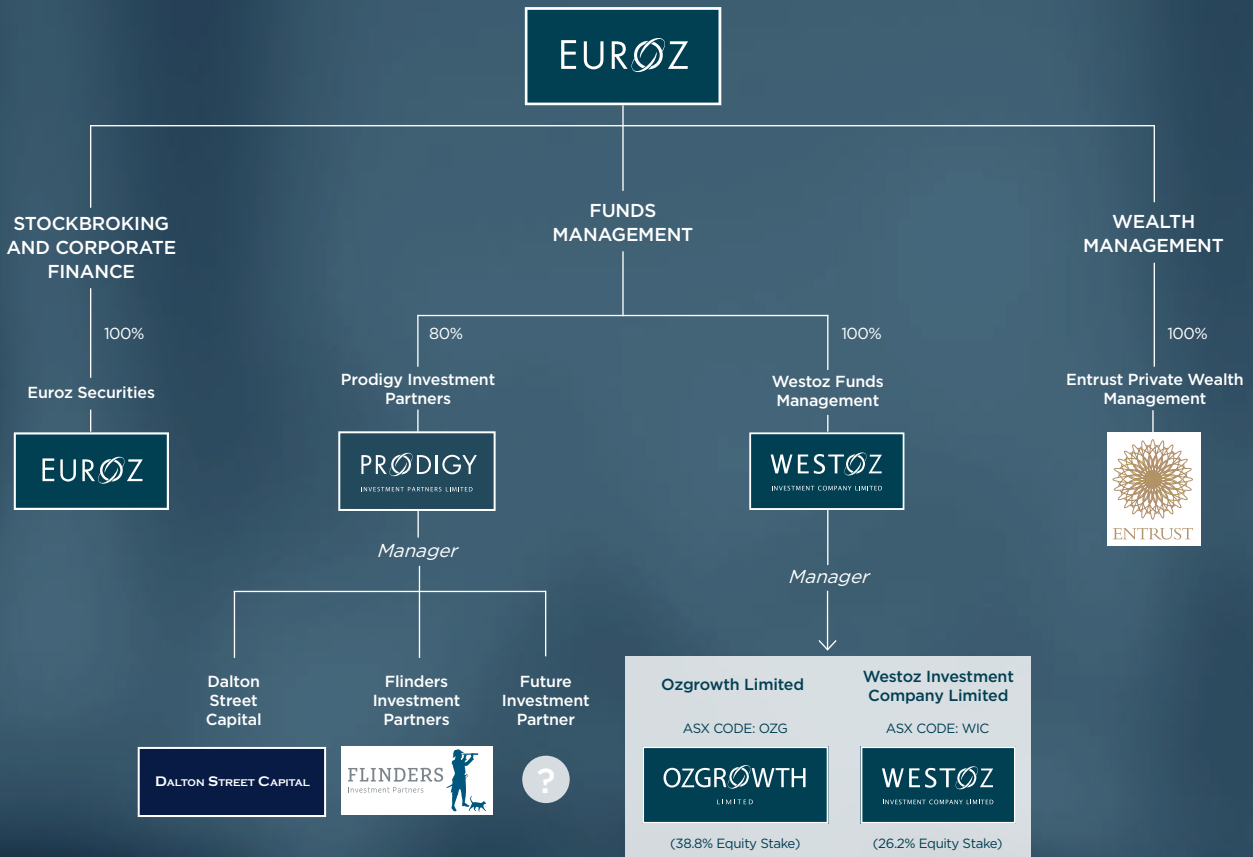 EUROZ
STOCKBROKING
AND CORPORATE
FINANCE
FUNDS
MANAGEMENT
WEALTH
MANAGEMENT
100%
80%
100%
100%
Euroz Securities
Prodigy Investment
Partners
Westoz Funds
Management
Entrust Private Wealth
Management
EUROZ
PRODIGY
INVESTMENT PARTNERS LIMITED
WESTOZ
INVESTMENT COMPANY LIMITED
ENTRUST
Manager
Manager
Dalton
Street
Capital
Flinders
Investment
Partners
Future
Investment
Partner
Ozgrowth Limited
Westoz Investment
Company Limited
ASX CODE: OZG
ASX CODE: WIC
DALTON STREET CAPITAL
FLINDERS
Investment Partners
?
OZGROWTH
LIMITED
WESTOZ
INVESTMENT COMPANY LIMITED
(38.8% Equity Stake)
(26.2% Equity Stake)